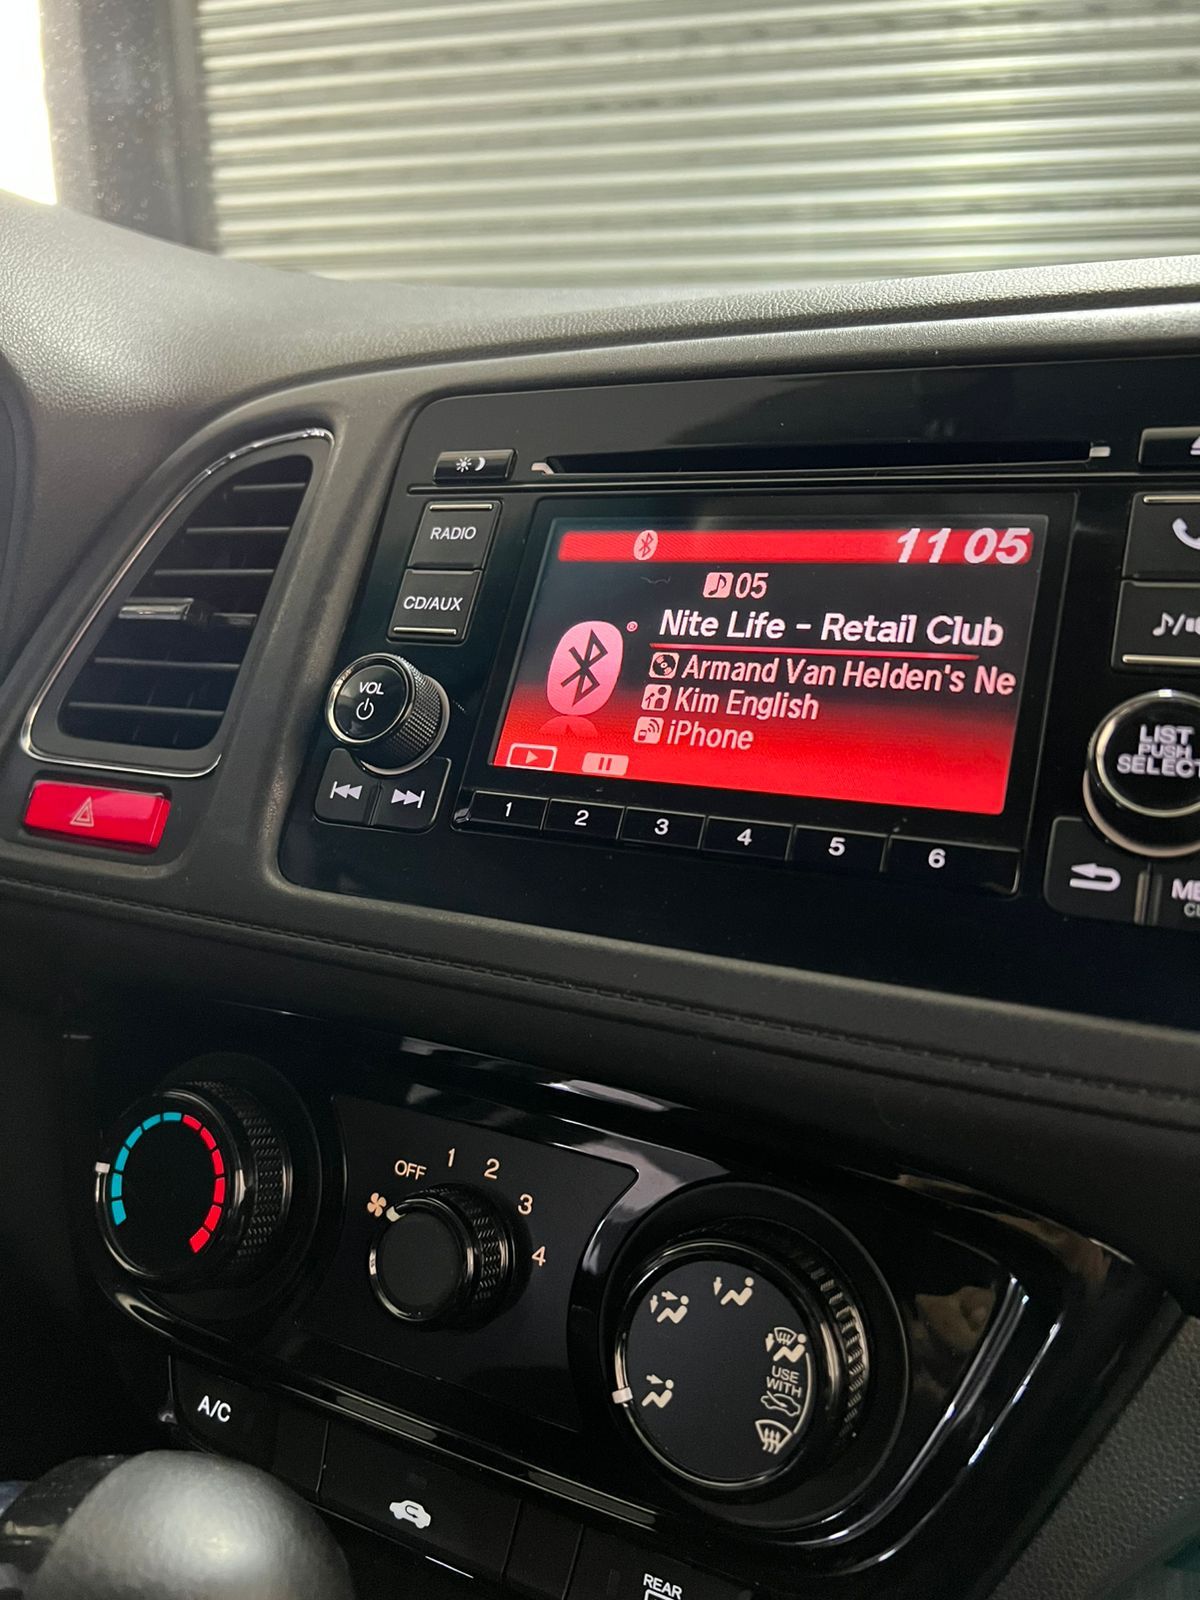 11 05
RADIO
05
CD/AUX
Nite Life - Retail Club
Armand Van Helden's Ne
Kim English
iPhone
VOL
LIST
PUSH
SELECT
1 2 3 4 5 6
ME
OFF 1 2 3 4
USE
WITH
A/C
REAR